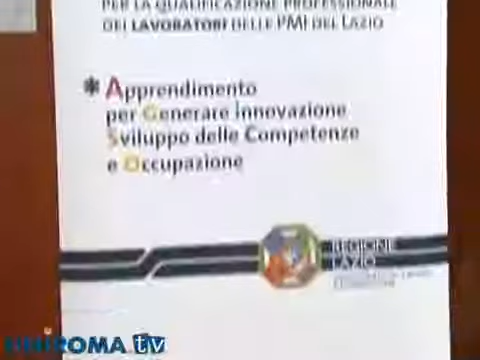 PER LA QUALIFICAZIONE PROFESSIONALE
DEI LAVORATORI DELLE PMI DEL LAZIO
* Apprendimento
per Generare Innovazione
Sviluppo delle Competenze
e Occupazione
REGIONE
LAZIO
UNIROMA tv